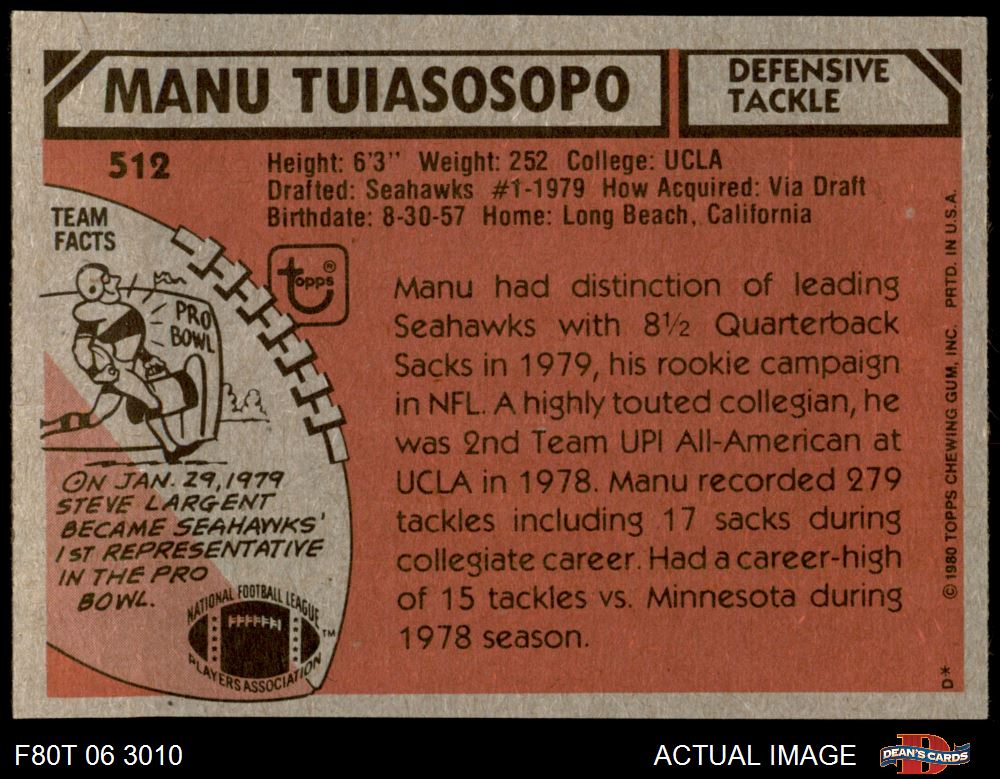 MANU TUIASOSOPO
DEFENSIVE
TACKLE
512
Height: 6'3" Weight: 252 College: UCLA
Drafted: Seahawks #1-1979 How Acquired: Via Draft
Birthdate: 8-30-57 Home: Long Beach, California
TEAM
FACTS
PRO
BOWL
topps®
ON JAN. 29, 1979
STEVE LARGENT
BECAME SEAHAWKS'
1ST REPRESENTATIVE
IN THE PRO
BOWL.
NATIONAL FOOTBALL LEAGUE
PLAYERS ASSOCIATION
TM
Manu had distinction of leading
Seahawks with 8½ Quarterback
Sacks in 1979, his rookie campaign
in NFL. A highly touted collegian, he
was 2nd Team UPI All-American at
UCLA in 1978. Manu recorded 279
tackles including 17 sacks during
collegiate career. Had a career-high
of 15 tackles vs. Minnesota during
1978 season.
D* © 1980 TOPPS CHEWING GUM, INC. PRTD. IN U.S.A.
F80T 06 3010
ACTUAL IMAGE
DEAN'S CARDS